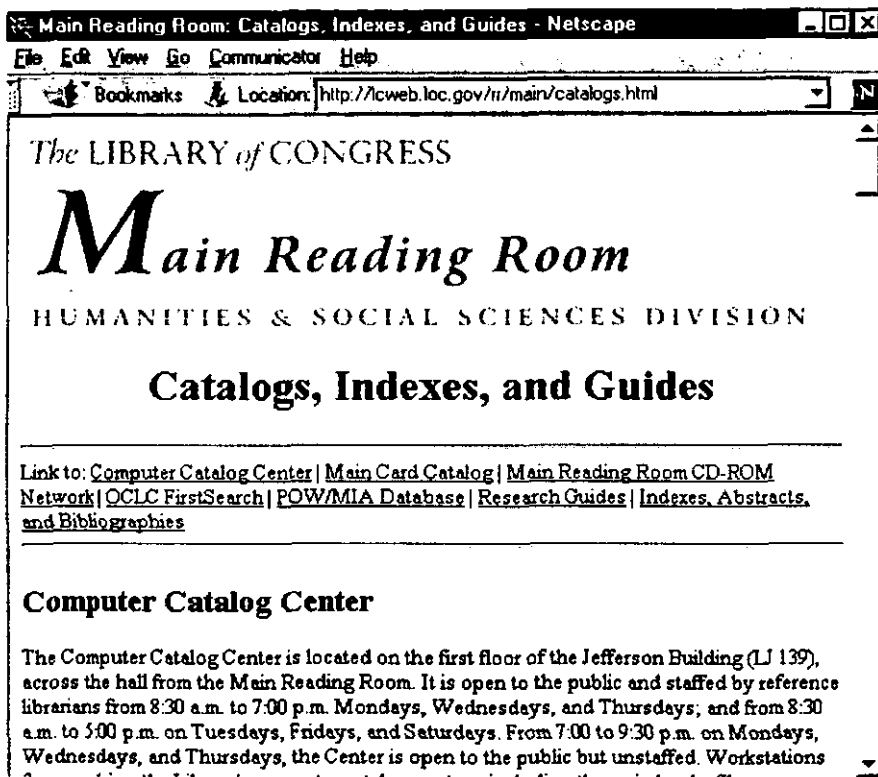 Main Reading Room: Catalogs, Indexes, and Guides - Netscape
File Edit View Go Communicator Help
Bookmarks Location: http://lcweb.loc.gov/rr/main/catalogs.html N
The LIBRARY of CONGRESS
Main Reading Room
HUMANITIES & SOCIAL SCIENCES DIVISION
Catalogs, Indexes, and Guides
Link to: Computer Catalog Center | Main Card Catalog | Main Reading Room CD-ROM
Network | OCLC FirstSearch | POW/MIA Database | Research Guides | Indexes, Abstracts,
and Bibliographies
Computer Catalog Center
The Computer Catalog Center is located on the first floor of the Jefferson Building (LJ 139),
across the hall from the Main Reading Room. It is open to the public and staffed by reference
librarians from 8:30 a.m. to 7:00 p.m. Mondays, Wednesdays, and Thursdays; and from 8:30
a.m. to 5:00 p.m. on Tuesdays, Fridays, and Saturdays. From 7:00 to 9:30 p.m. on Mondays,
Wednesdays, and Thursdays, the Center is open to the public but unstaffed. Workstations